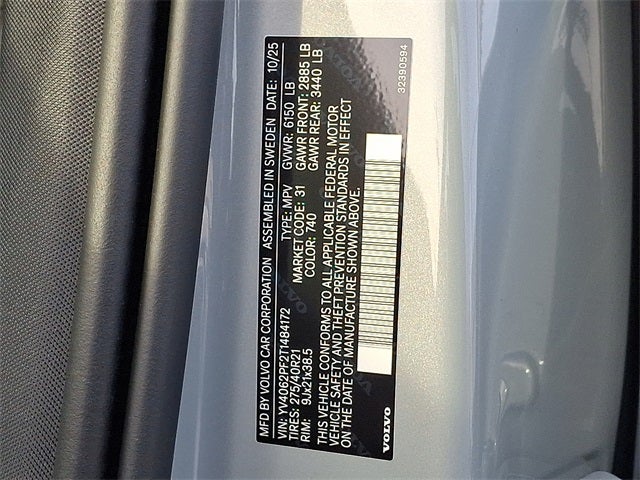 MFD BY VOLVO CAR CORPORATION ASSEMBLED IN SWEDEN DATE: 10/25
VIN: YV4062PF2T1484172 TYPE: MPV GVWR: 6150 LB
TIRES: 275/40R21 MARKET CODE: 31 GAWR FRONT: 2885 LB
RIM: 9Jx21x38.5 COLOR: 740 GAWR REAR: 3440 LB
THIS VEHICLE CONFORMS TO ALL APPLICABLE FEDERAL MOTOR
VEHICLE SAFETY AND THEFT PREVENTION STANDARDS IN EFFECT
ON THE DATE OF MANUFACTURE SHOWN ABOVE.
VOLVO
32390594